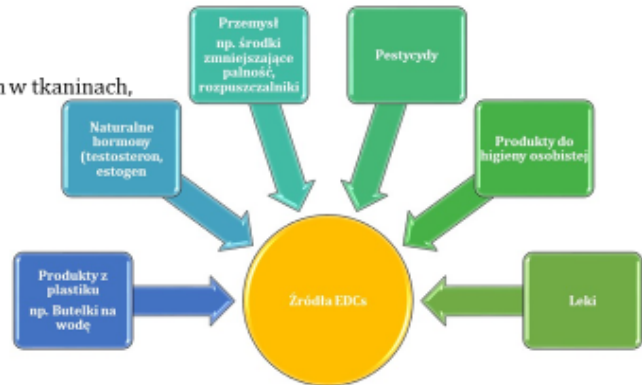 Przemysł
np. środki
zmniejszające
palność,
rozpuszczalniki
Pestycydy
w tkaninach,
Naturalne
hormony
(testosteron,
estogen
Produkty do
higieny osobistej
Produkty z
plastiku
np. Butelki na
wodę
Źródła EDCs
Leki